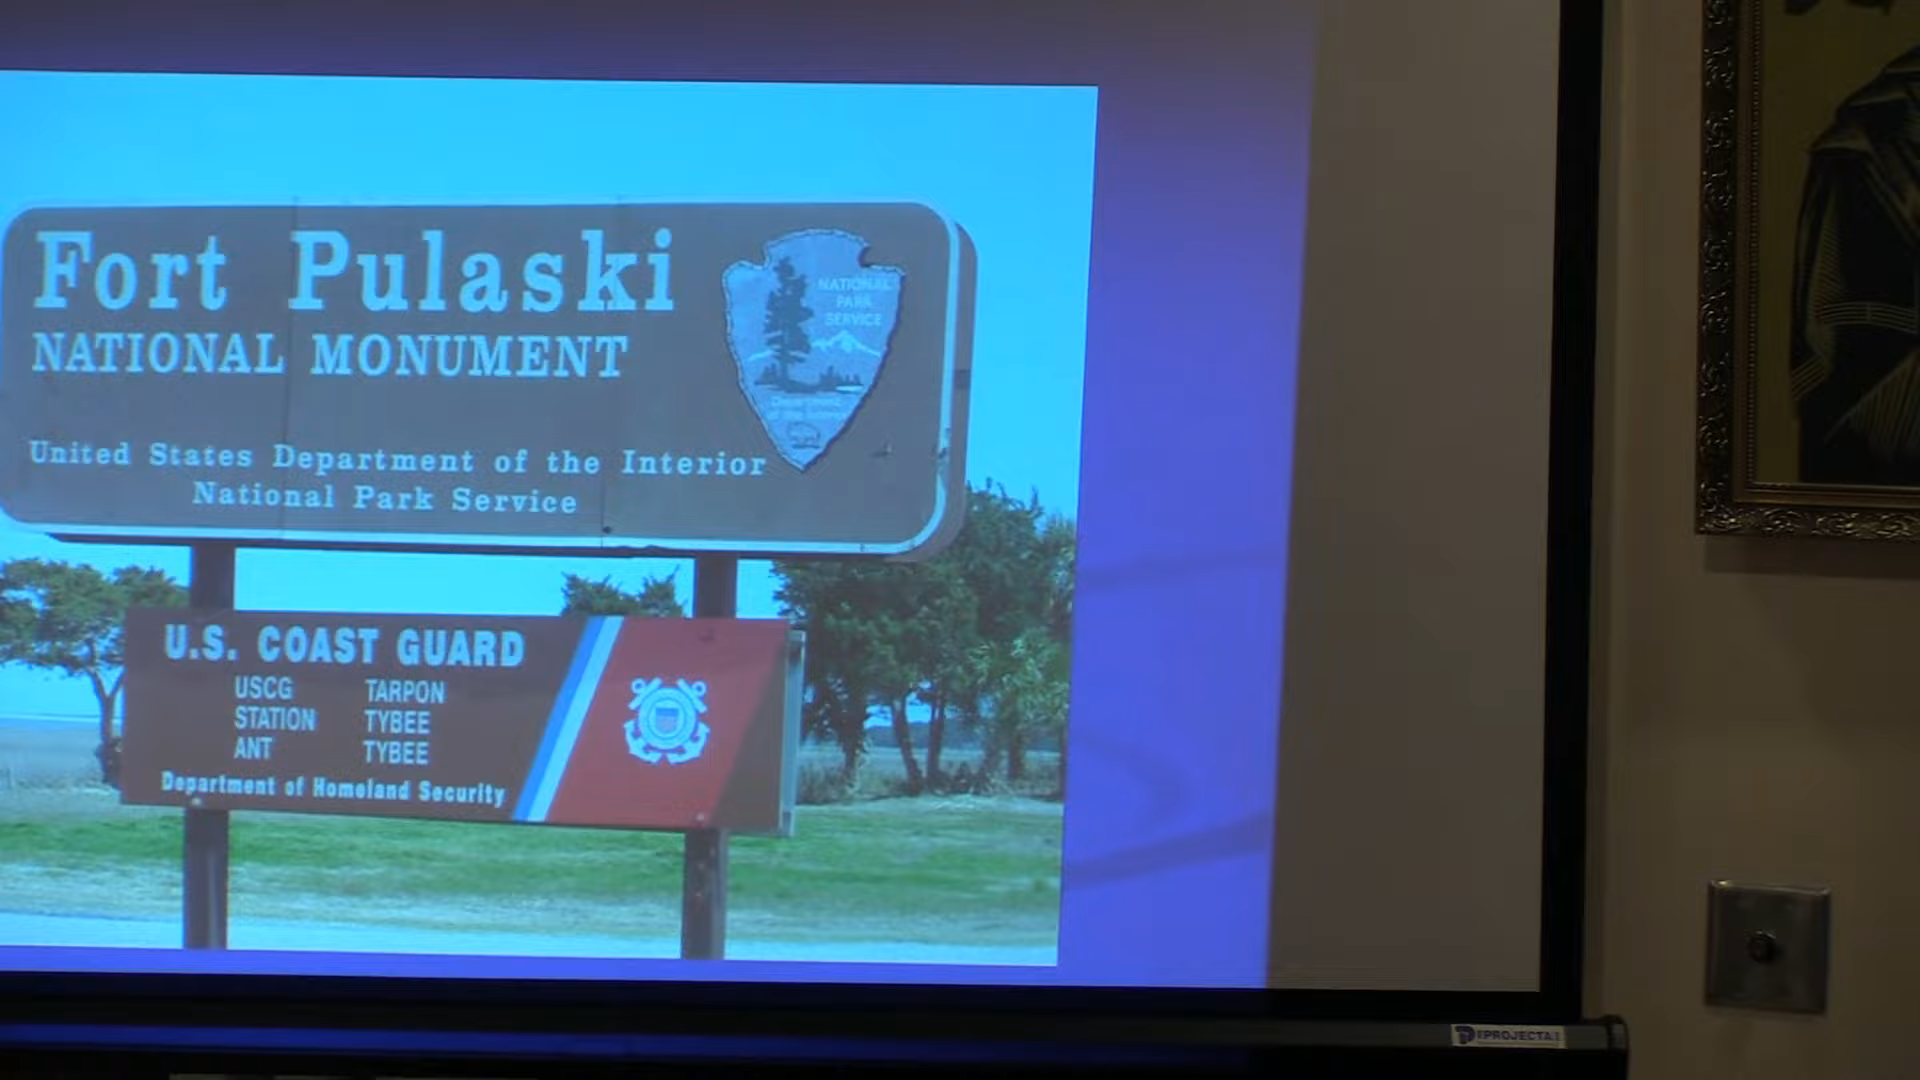 Fort Pulaski
NATIONAL MONUMENT
NATIONAL
PARK
SERVICE
United States Department of the Interior
National Park Service
U.S. COAST GUARD
USCG TARPON
STATION TYBEE
ANT TYBEE
Department of Homeland Security